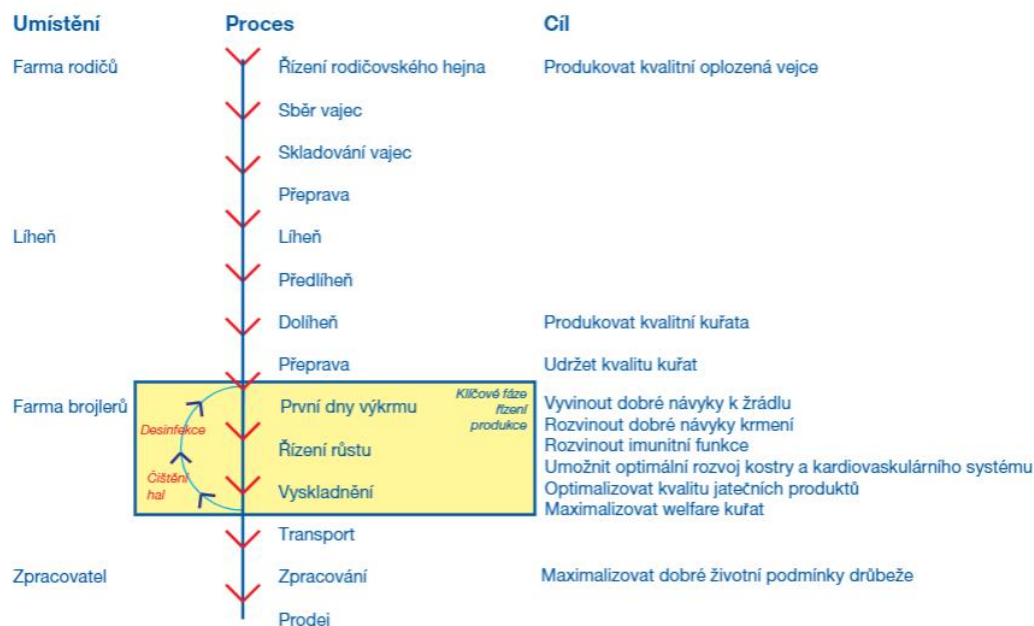 Umístění Proces Cíl
Farma rodičů Řízení rodičovského hejna Produkovat kvalitní oplozená vejce
Sběr vajec
Skladování vajec
Přeprava
Líheň Líheň
Předlíheň
Dolíheň Produkovat kvalitní kuřata
Přeprava Udržet kvalitu kuřat
Farma brojlerů První dny výkrmu
Klíčové fáze
řízení
produkce
Vyvinout dobré návyky k žrádlu
Rozvinout dobré návyky krmení
Desinfekce
Řízení růstu Rozvinout imunitní funkce
Umožnit optimální rozvoj kostry a kardiovaskulárního systému
Čištění
hal
Vyskladnění Optimalizovat kvalitu jatečních produktů
Maximalizovat welfare kuřat
Transport
Zpracovatel Zpracování Maximalizovat dobré životní podmínky drůbeže
Prodej